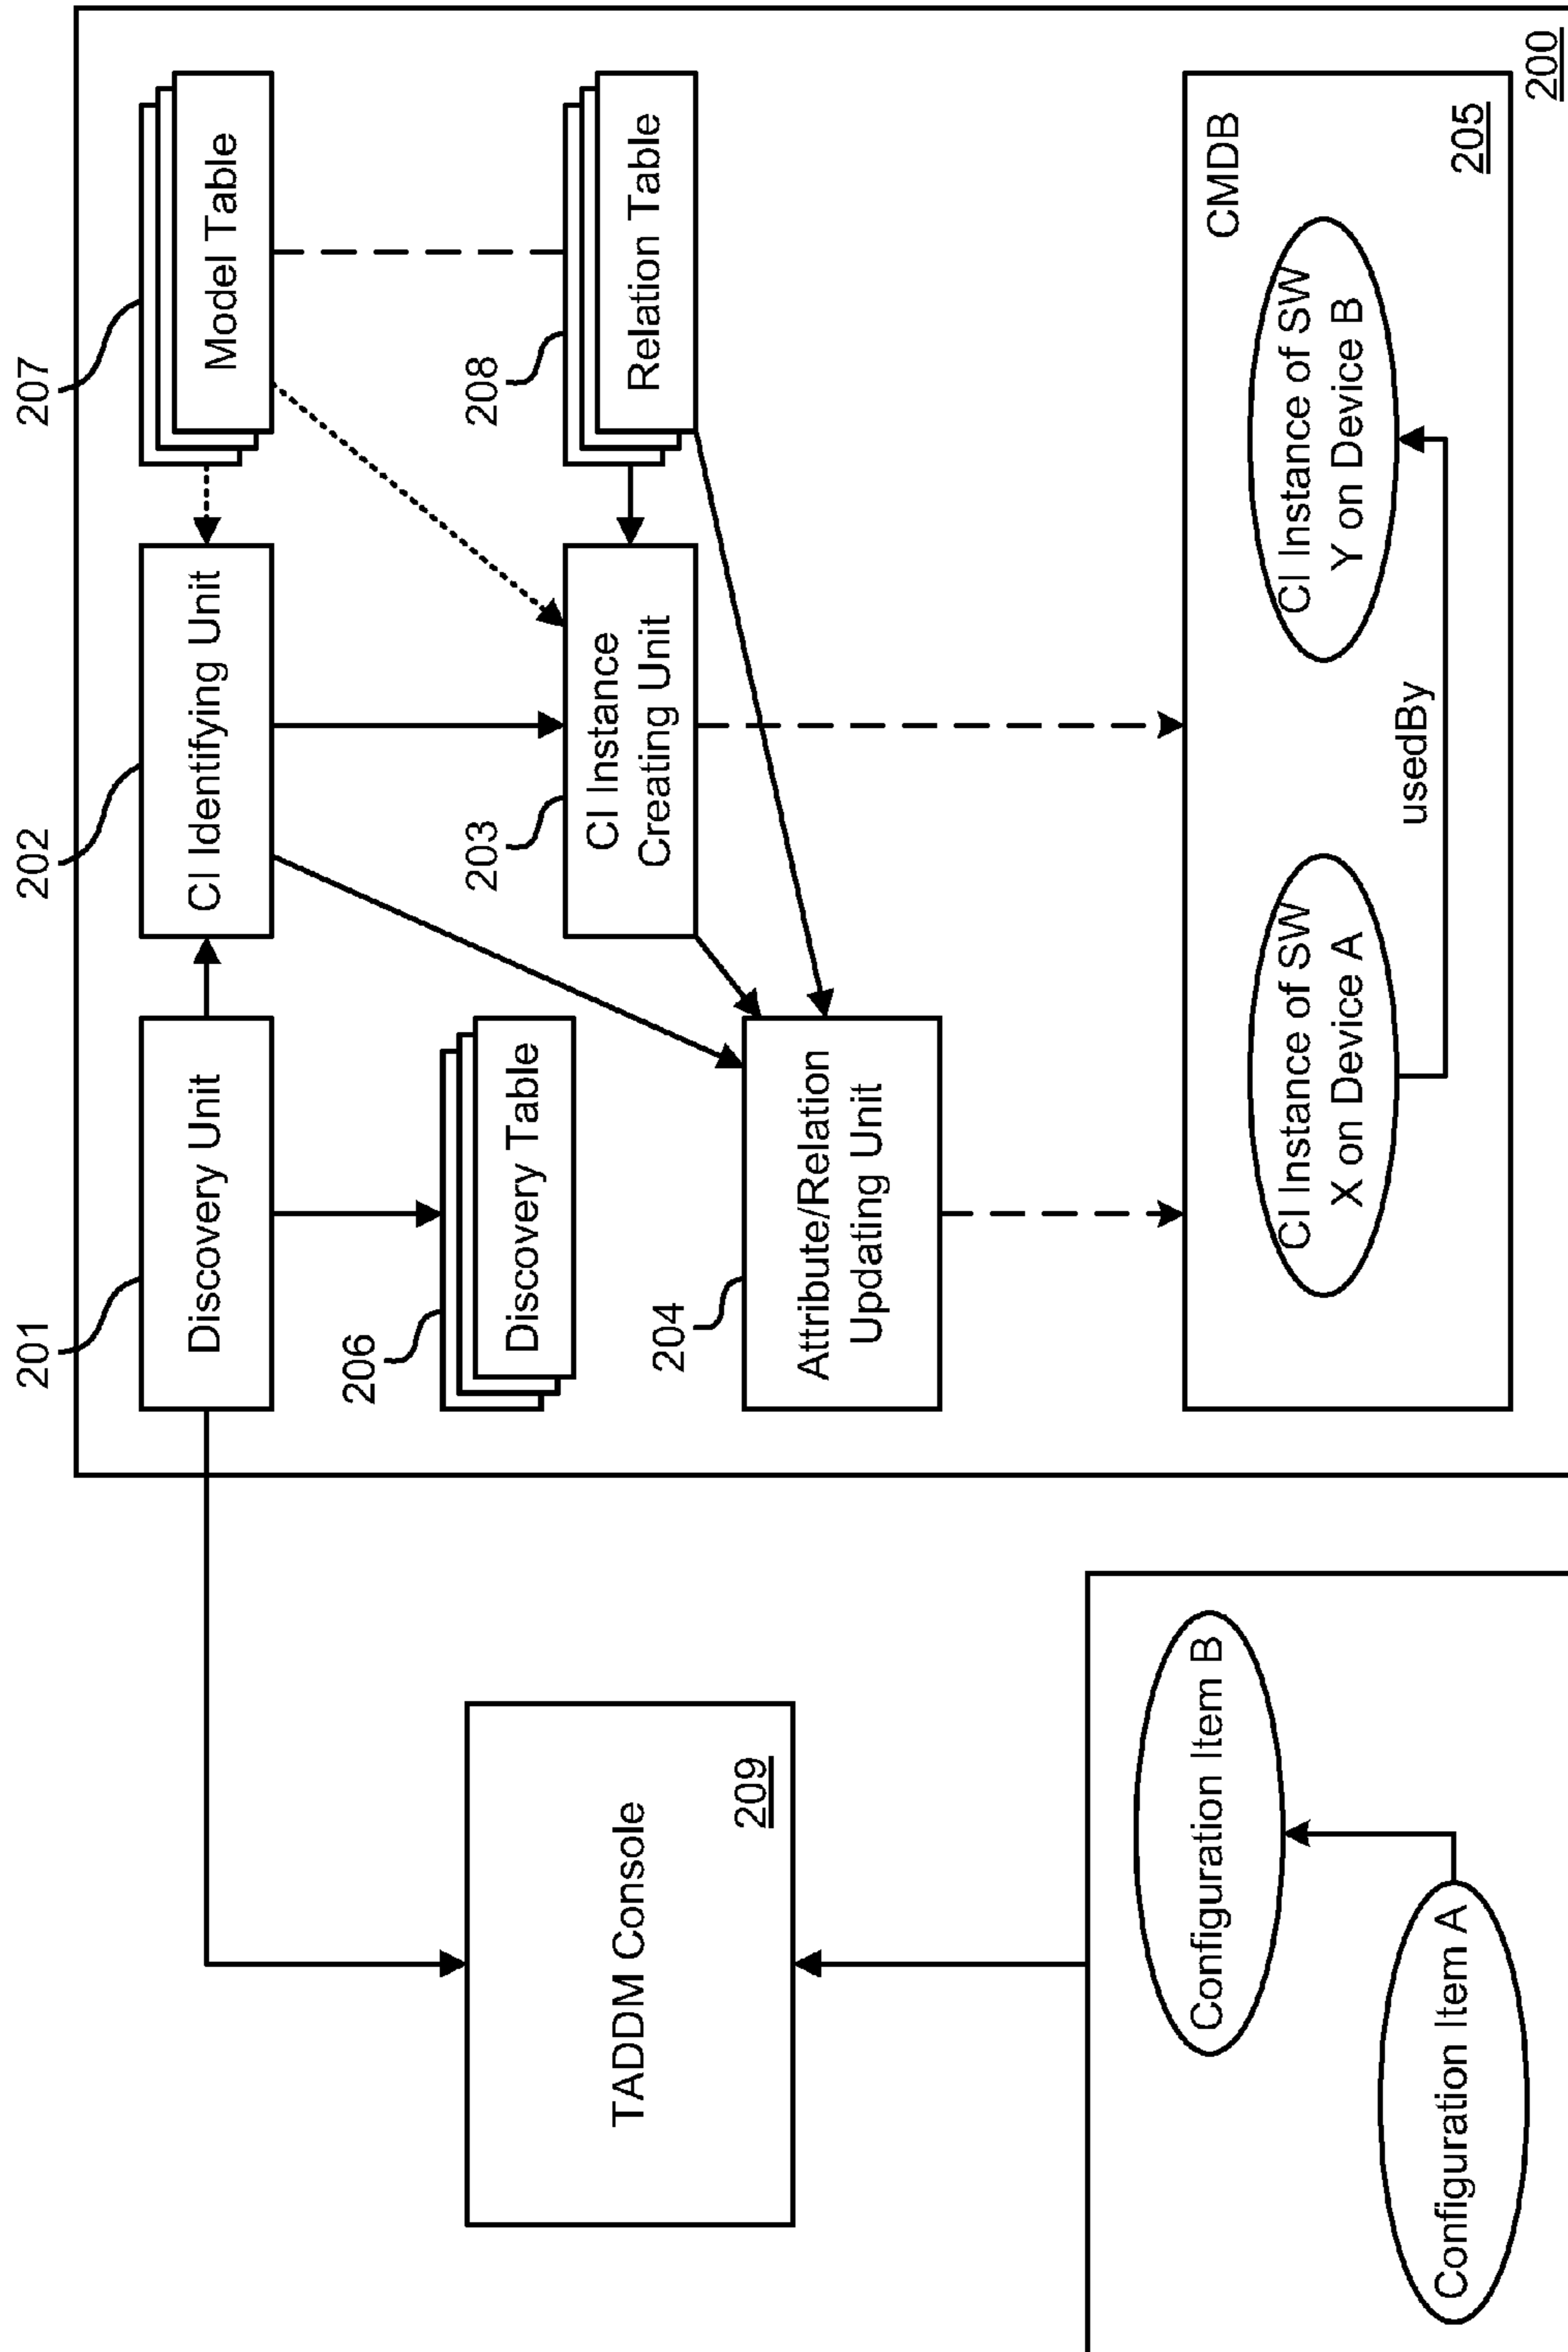 201
Discovery Unit
202
CI Identifying Unit
207
Model Table
206
Discovery Table
203
CI Instance
Creating Unit
208
Relation Table
204
Attribute/Relation
Updating Unit
TADDM Console
209
CMDB
CI Instance of SW
X on Device A
usedBy
CI Instance of SW
Y on Device B
205
200
Configuration Item B
Configuration Item A